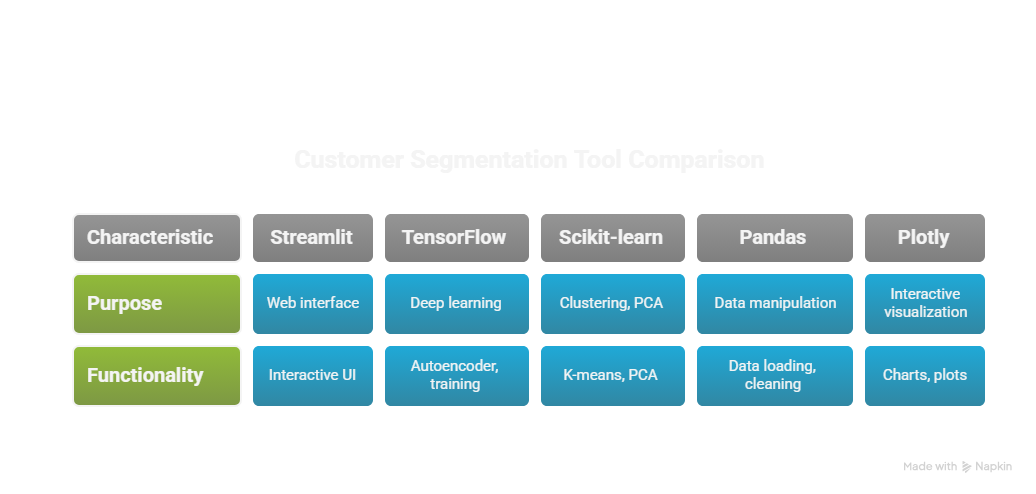 Customer Segmentation Tool Comparison
Characteristic Streamlit TensorFlow Scikit-learn Pandas Plotly
Purpose Web interface Deep learning Clustering, PCA Data manipulation Interactive visualization
Functionality Interactive UI Autoencoder, training K-means, PCA Data loading, cleaning Charts, plots
Made with Napkin